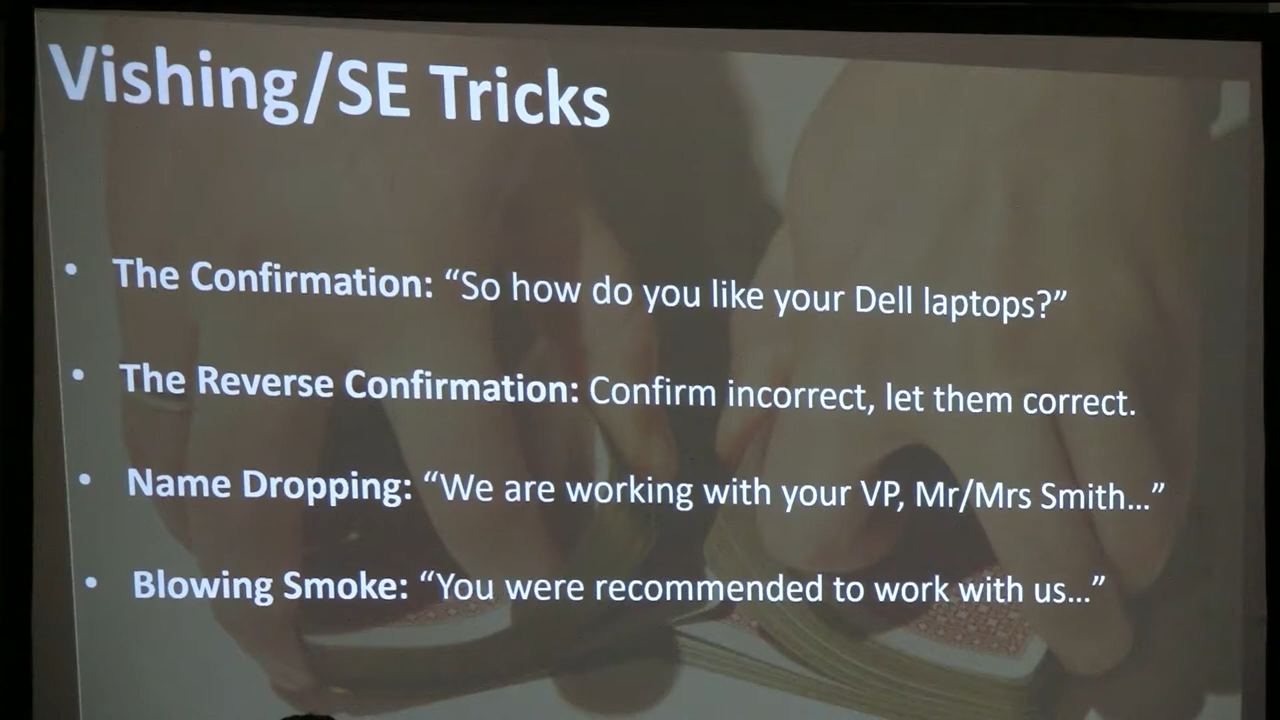 Vishing/SE Tricks
• The Confirmation: “So how do you like your Dell laptops?”
• The Reverse Confirmation: Confirm incorrect, let them correct.
• Name Dropping: “We are working with your VP, Mr/Mrs Smith...”
• Blowing Smoke: “You were recommended to work with us...”